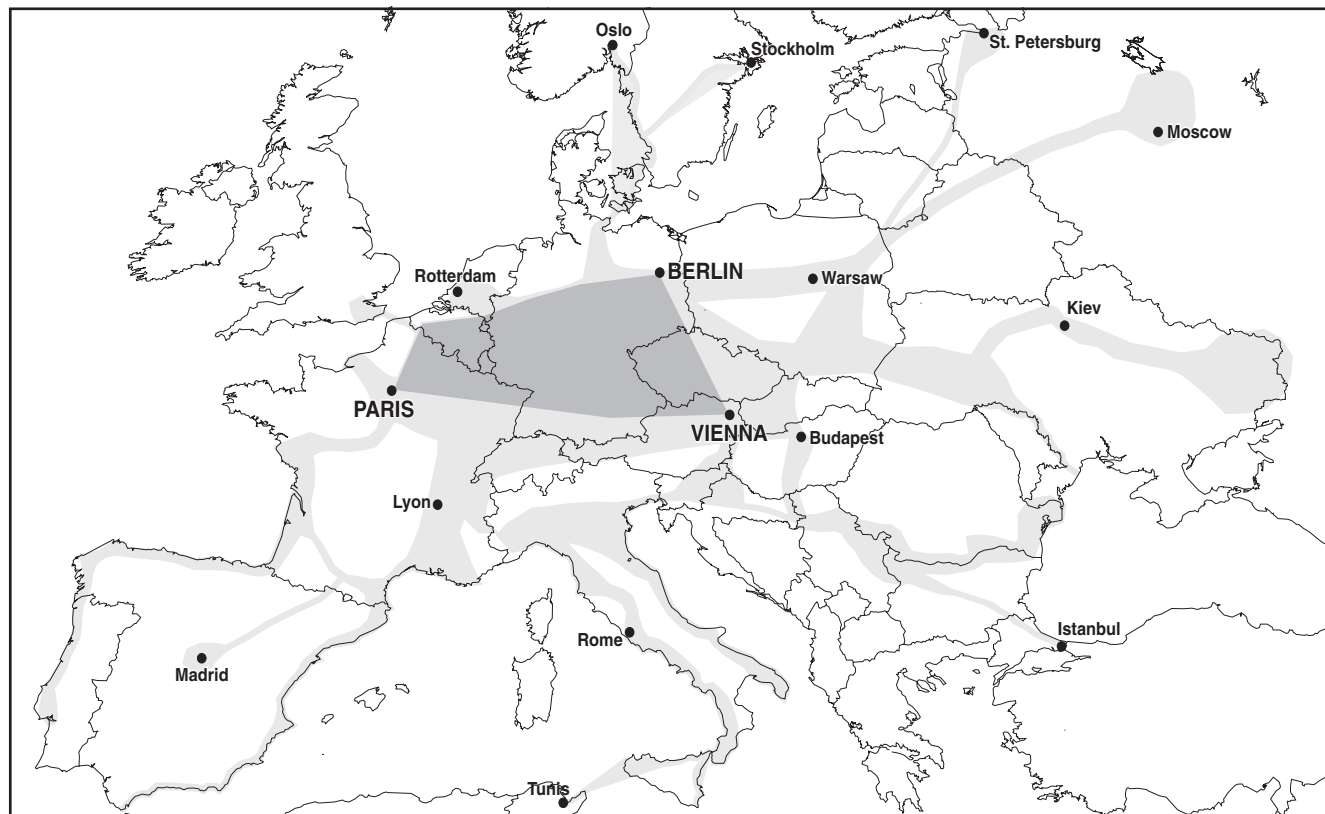 Oslo
Stockholm
St. Petersburg
Moscow
Rotterdam
BERLIN
Warsaw
Kiev
PARIS
VIENNA
Budapest
Lyon
Rome
Istanbul
Madrid
Tunis